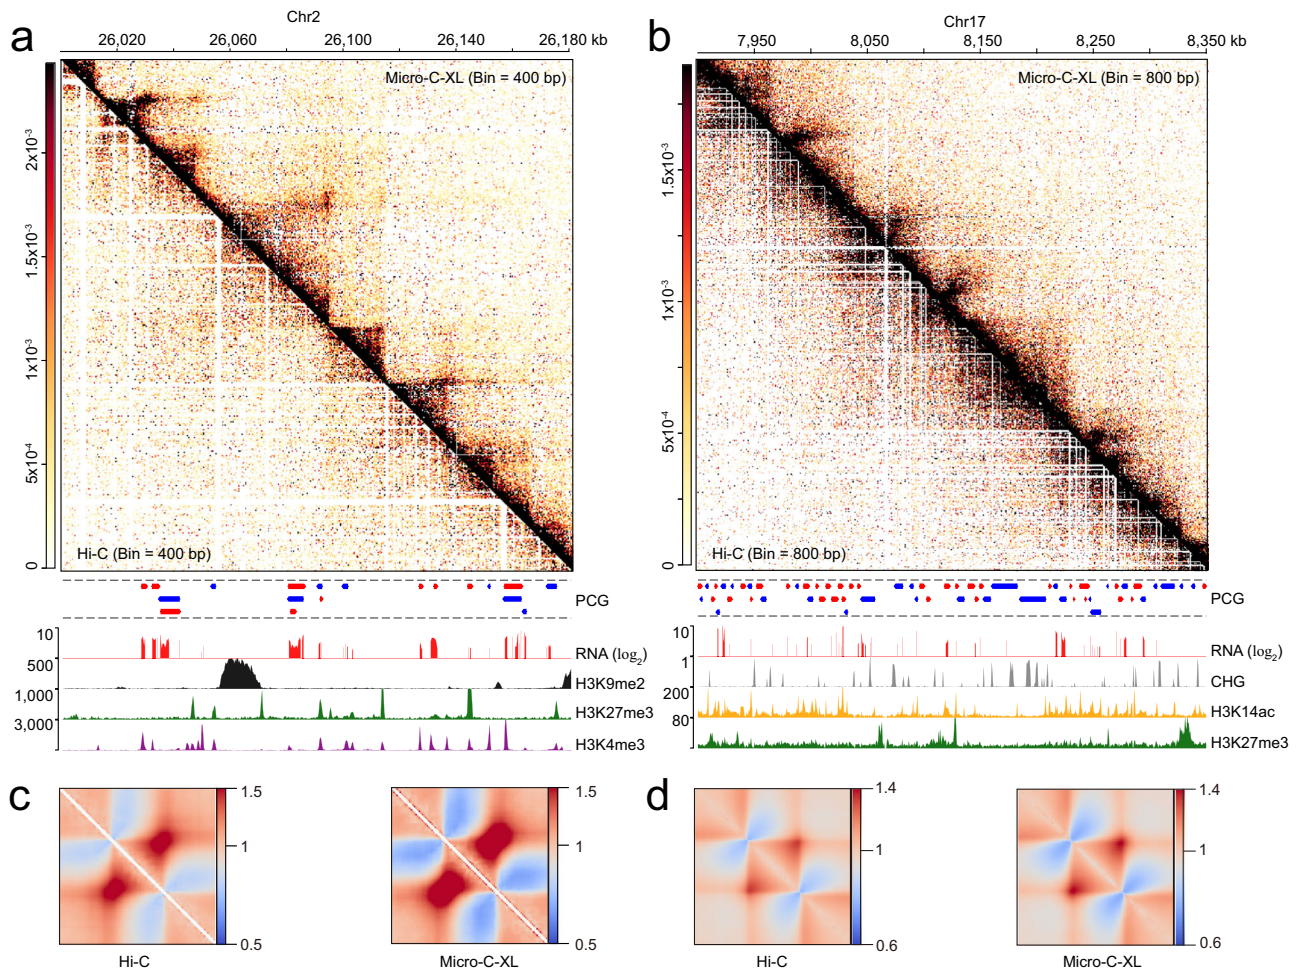 a
Chr2
26,020 26,060 26,100 26,140 26,180 kb
Micro-C-XL (Bin = 400 bp)
2x10-3
1.5x10-3
1x10-3
5x10-4
0
Hi-C (Bin = 400 bp)
PCG
10
RNA (log2)
500
H3K9me2
1,000
H3K27me3
3,000
H3K4me3
b
Chr17
7,950 8,050 8,150 8,250 8,350 kb
Micro-C-XL (Bin = 800 bp)
1.5x10-3
1x10-3
5x10-4
0
Hi-C (Bin = 800 bp)
PCG
10
RNA (log2)
1
CHG
200
H3K14ac
80
H3K27me3
c
1.5
1
0.5
Hi-C
1.5
1
0.5
Micro-C-XL
d
1.4
1
0.6
Hi-C
1.4
1
0.6
Micro-C-XL